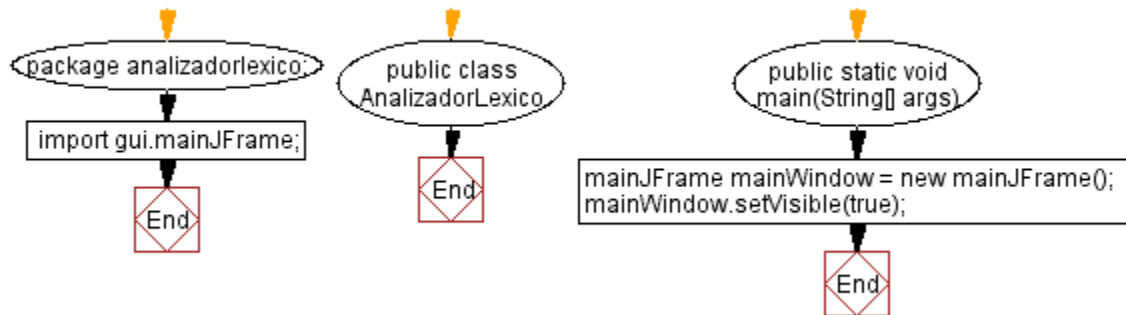 package analizadorlexico;
import gui.mainJFrame;
End
public class
AnalizadorLexico
End
public static void
main(String[] args)
mainJFrame mainWindow = new mainJFrame();
mainWindow.setVisible(true);
End